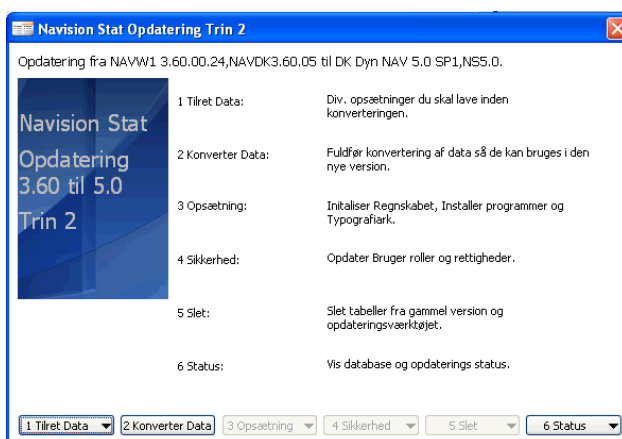 Navision Stat Opdatering Trin 2
Opdatering fra NAVW1 3.60.00.24,NAVDK3.60.05 til DK Dyn NAV 5.0 SP1,NS5.0.
Navision Stat
Opdatering
3.60 til 5.0
Trin 2
1 Tilret Data:
Div. opsætninger du skal lave inden
konverteringen.
2 Konverter Data:
Fuldfør konvertering af data så de kan bruges i den
nye version.
3 Opsætning:
Initaliser Regnskabet, Installer programmer og
Typografiark.
4 Sikkerhed:
Opdater Bruger roller og rettigheder.
5 Slet:
Slet tabeller fra gammel version og
opdateringsværktøjet.
6 Status:
Vis database og opdaterings status.
1 Tilret Data
2 Konverter Data
3 Opsætning
4 Sikkerhed
5 Slet
6 Status